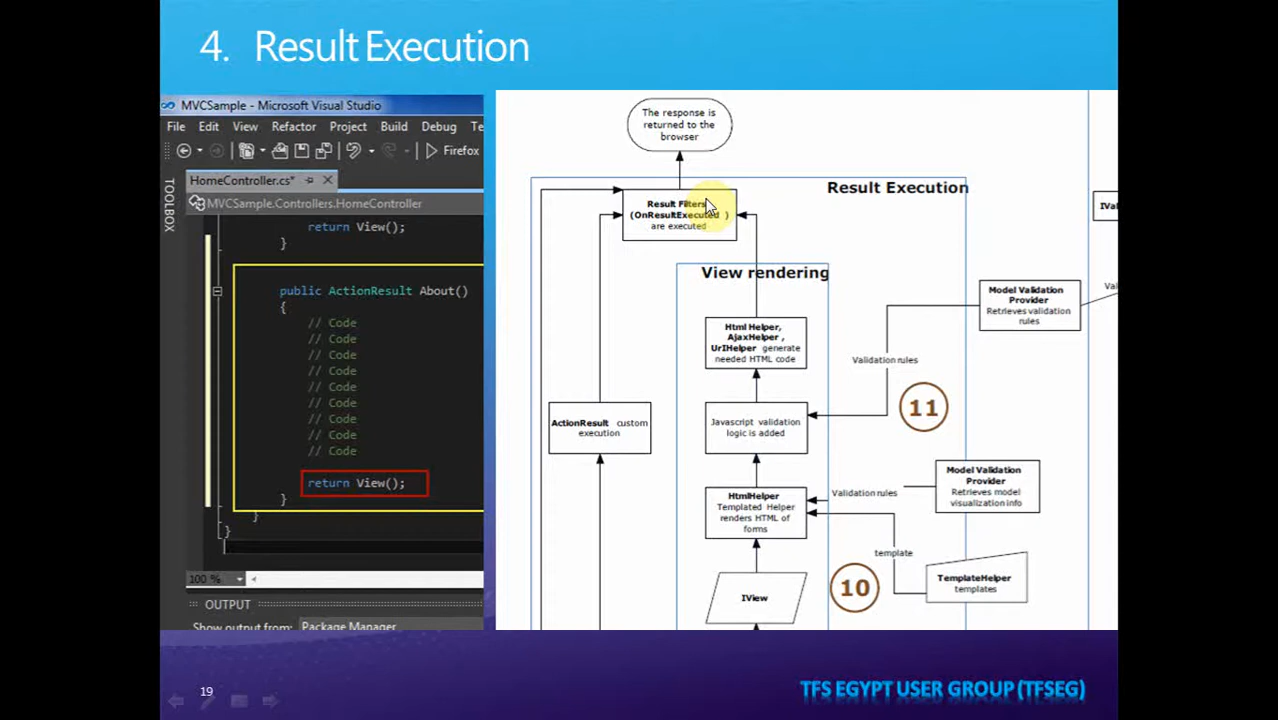 4. Result Execution
MVCSample - Microsoft Visual Studio
File Edit View Refactor Project Build Debug Te
Firefox
HomeController.cs*
TOOLBOX
MVCSample.Controllers.HomeController
return View();
}
public ActionResult About()
{
// Code
// Code
// Code
// Code
// Code
// Code
// Code
// Code
// Code
return View();
}
}
}
100 %
OUTPUT
Show output from: Package Manager
The response is
returned to the
browser
Result Execution
Result Filters
(OnResultExecuted )
are executed
View rendering
Html Helper,
AjaxHelper ,
UrlHelper generate
needed HTML code
Model Validation
Provider
Retrieves validation
rules
IVal
Val
Validation rules
11
ActionResult custom
execution
Javascript validation
logic is added
HtmlHelper
Templated Helper
renders HTML of
forms
Validation rules
Model Validation
Provider
Retrieves model
visualization info
template
TemplateHelper
templates
IView
10
19
TFS EGYPT USER GROUP (TFSEG)